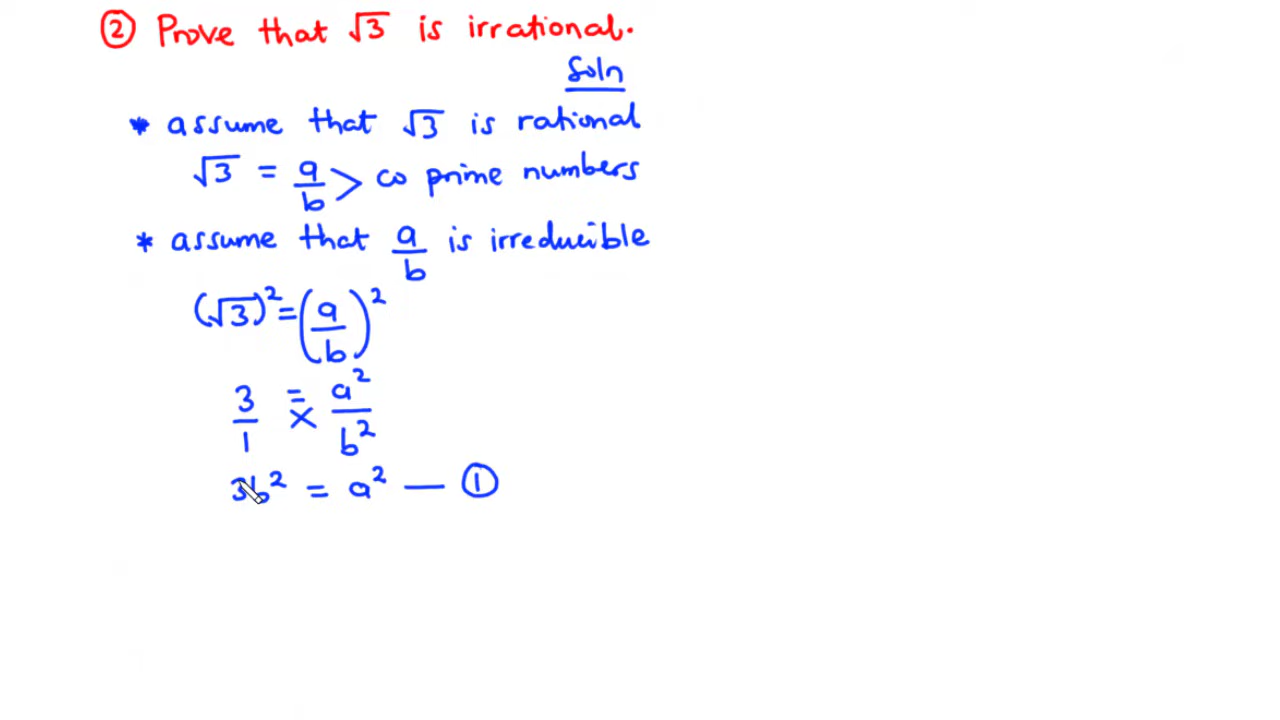 ② Prove that √3 is irrational.
Soln
* assume that √3 is rational
√3 = a/b > co prime numbers
* assume that a/b is irreducible
(√3)² = (a/b)²
3/1 = × a²/b²
3b² = a² — ①